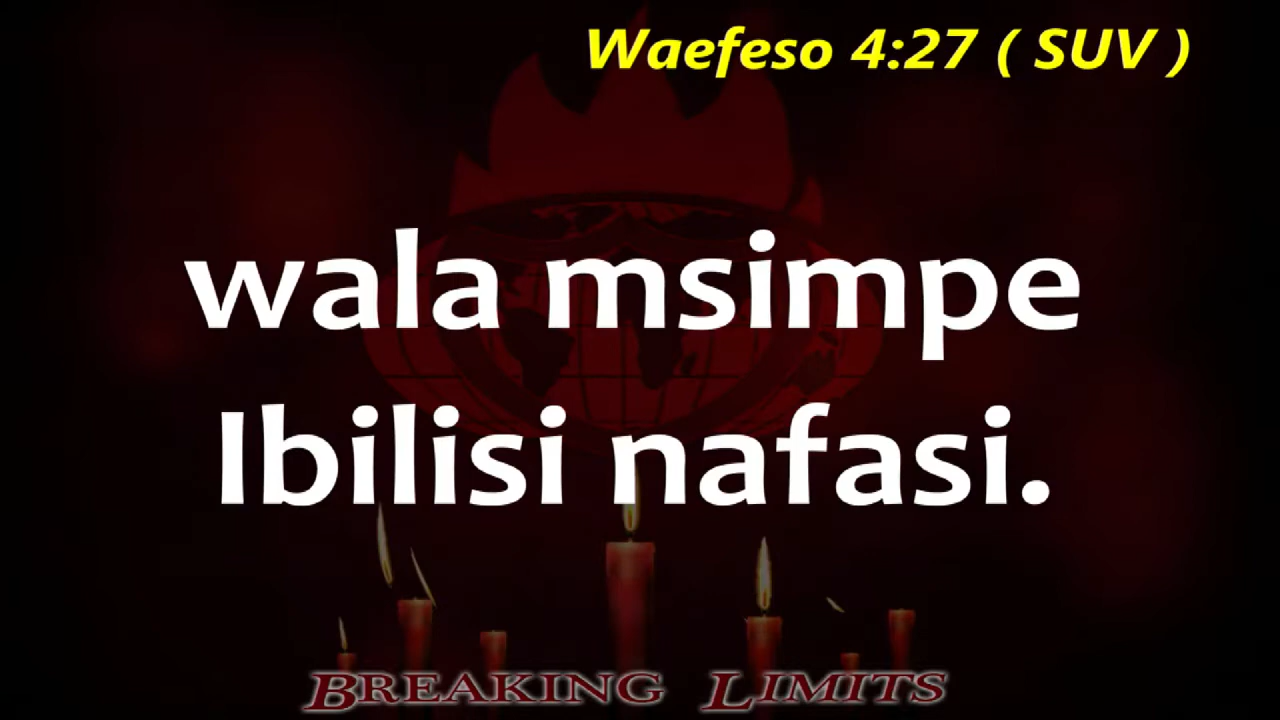 Waefeso 4:27 ( SUV )
wala msimpe
Ibilisi nafasi.
BREAKING LIMITS